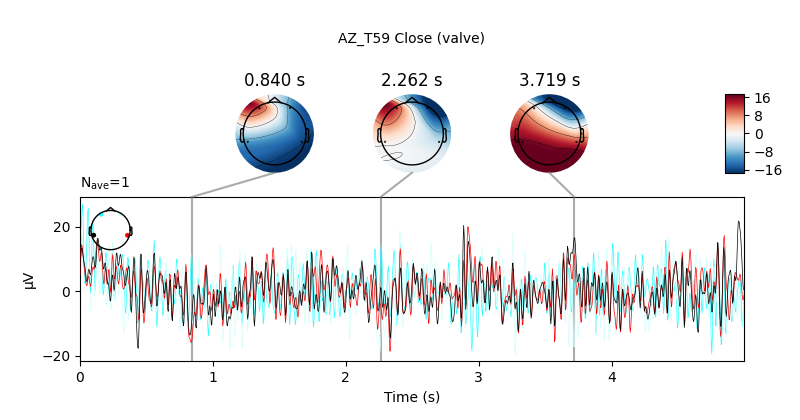 AZ_T59 Close (valve)
0.840 s 2.262 s 3.719 s
16
8
0
−8
−16
Nave=1
µV
20
0
−20
0 1 2 3 4
Time (s)